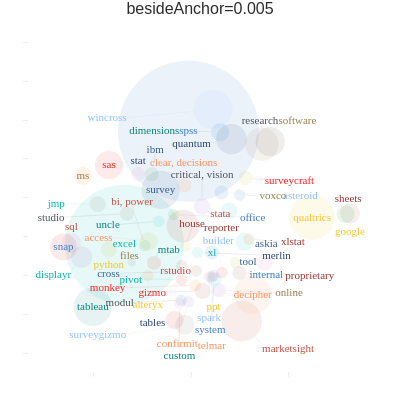 besideAnchor=0.005
wincross
researchsoftware
dimensionsspss
quantum
ibm
stat
clear, decisions
sas
ms
critical, vision
surveycraft
survey
voxcoasteroid
sheets
jmp
bi, power
studio
stata
office
qualtrics
sql
uncle
house
reporter
google
access
excel
builder
askia
xlstat
snap
files
mtab
xl
merlin
python
tool
displayr
cross
rstudio
internal
proprietary
pivot
monkey
gizmo
decipher
online
tableau
modul
alteryx
ppt
spark
tables
system
surveygizmo
confirmit
telmar
marketsight
custom